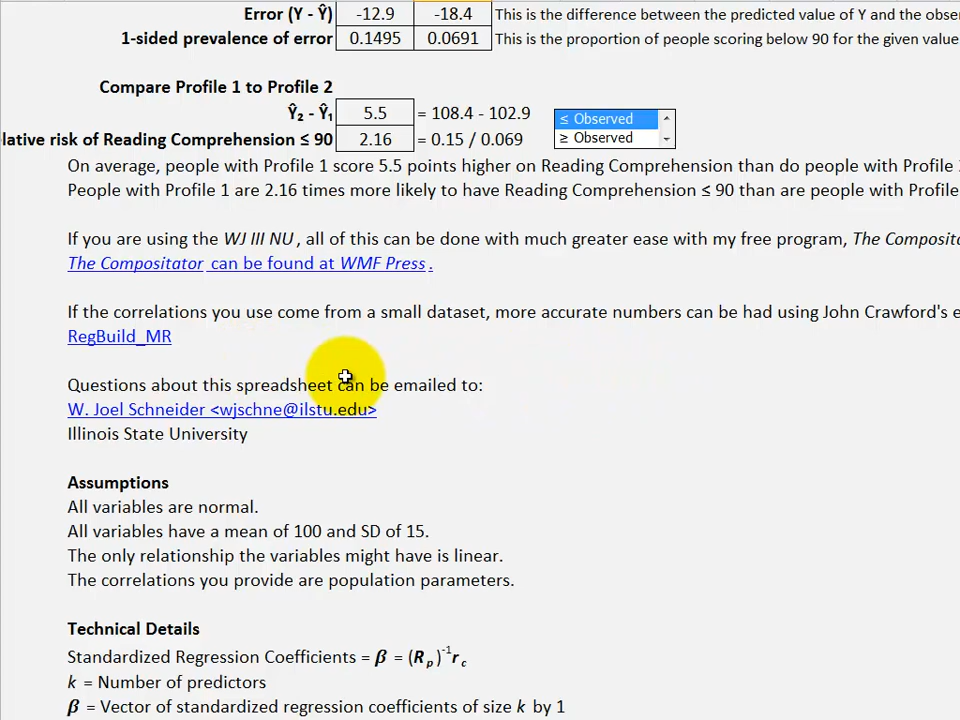 Error (Y - Ŷ) -12.9 -18.4 This is the difference between the predicted value of Y and the obse
1-sided prevalence of error 0.1495 0.0691 This is the proportion of people scoring below 90 for the given value
Compare Profile 1 to Profile 2
Ŷ₂ - Ŷ₁ 5.5 = 108.4 - 102.9 ≤ Observed
lative risk of Reading Comprehension ≤ 90 2.16 = 0.15 / 0.069 ≥ Observed
On average, people with Profile 1 score 5.5 points higher on Reading Comprehension than do people with Profile
People with Profile 1 are 2.16 times more likely to have Reading Comprehension ≤ 90 than are people with Profile
If you are using the WJ III NU, all of this can be done with much greater ease with my free program, The Composita
The Compositator can be found at WMF Press.
If the correlations you use come from a small dataset, more accurate numbers can be had using John Crawford's e
RegBuild_MR
Questions about this spreadsheet can be emailed to:
W. Joel Schneider <wjschne@ilstu.edu>
Illinois State University
Assumptions
All variables are normal.
All variables have a mean of 100 and SD of 15.
The only relationship the variables might have is linear.
The correlations you provide are population parameters.
Technical Details
Standardized Regression Coefficients = β = (Rₚ)⁻¹r꜀
k = Number of predictors
β = Vector of standardized regression coefficients of size k by 1